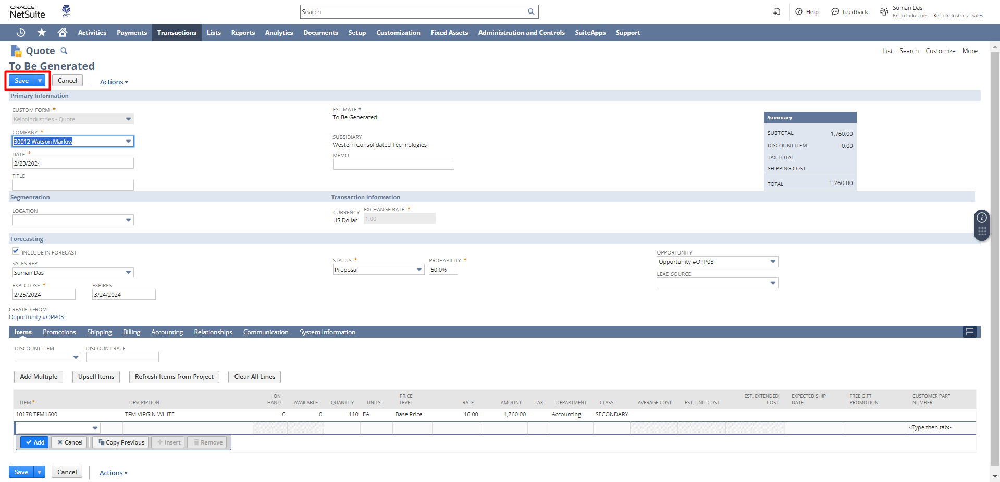 ORACLE
NetSuite
WCT
Search
Help
Feedback
Suman Das
Kelco Industries - KelcoIndustries - Sales
Activities Payments Transactions Lists Reports Analytics Documents Setup Customization Fixed Assets Administration and Controls SuiteApps Support
Quote
List Search Customize More
To Be Generated
Save Cancel Actions
Primary Information
CUSTOM FORM *
KelcoIndustries - Quote
COMPANY *
30012 Watson Marlow
DATE *
2/23/2024
TITLE
ESTIMATE #
To Be Generated
SUBSIDIARY
Western Consolidated Technologies
MEMO
Summary
SUBTOTAL 1,760.00
DISCOUNT ITEM 0.00
TAX TOTAL
SHIPPING COST
TOTAL 1,760.00
Segmentation
LOCATION
Transaction Information
CURRENCY
US Dollar
EXCHANGE RATE *
1.00
Forecasting
INCLUDE IN FORECAST
SALES REP
Suman Das
EXP. CLOSE *
2/25/2024
EXPIRES
3/24/2024
STATUS *
Proposal
PROBABILITY *
50.0%
OPPORTUNITY
Opportunity #OPP03
LEAD SOURCE
CREATED FROM
Opportunity #OPP03
Items Promotions Shipping Billing Accounting Relationships Communication System Information
DISCOUNT ITEM DISCOUNT RATE
Add Multiple Upsell Items Refresh Items from Project Clear All Lines
ITEM * DESCRIPTION ON HAND AVAILABLE QUANTITY UNITS PRICE LEVEL RATE AMOUNT TAX DEPARTMENT CLASS AVERAGE COST EST. UNIT COST EST. EXTENDED COST EXPECTED SHIP DATE FREE GIFT PROMOTION CUSTOMER PART NUMBER
10178 TFM1600 TFM VIRGIN WHITE 0 0 110 EA Base Price 16.00 1,760.00 Accounting SECONDARY
<Type then tab>
Add Cancel Copy Previous Insert Remove
Save Cancel Actions